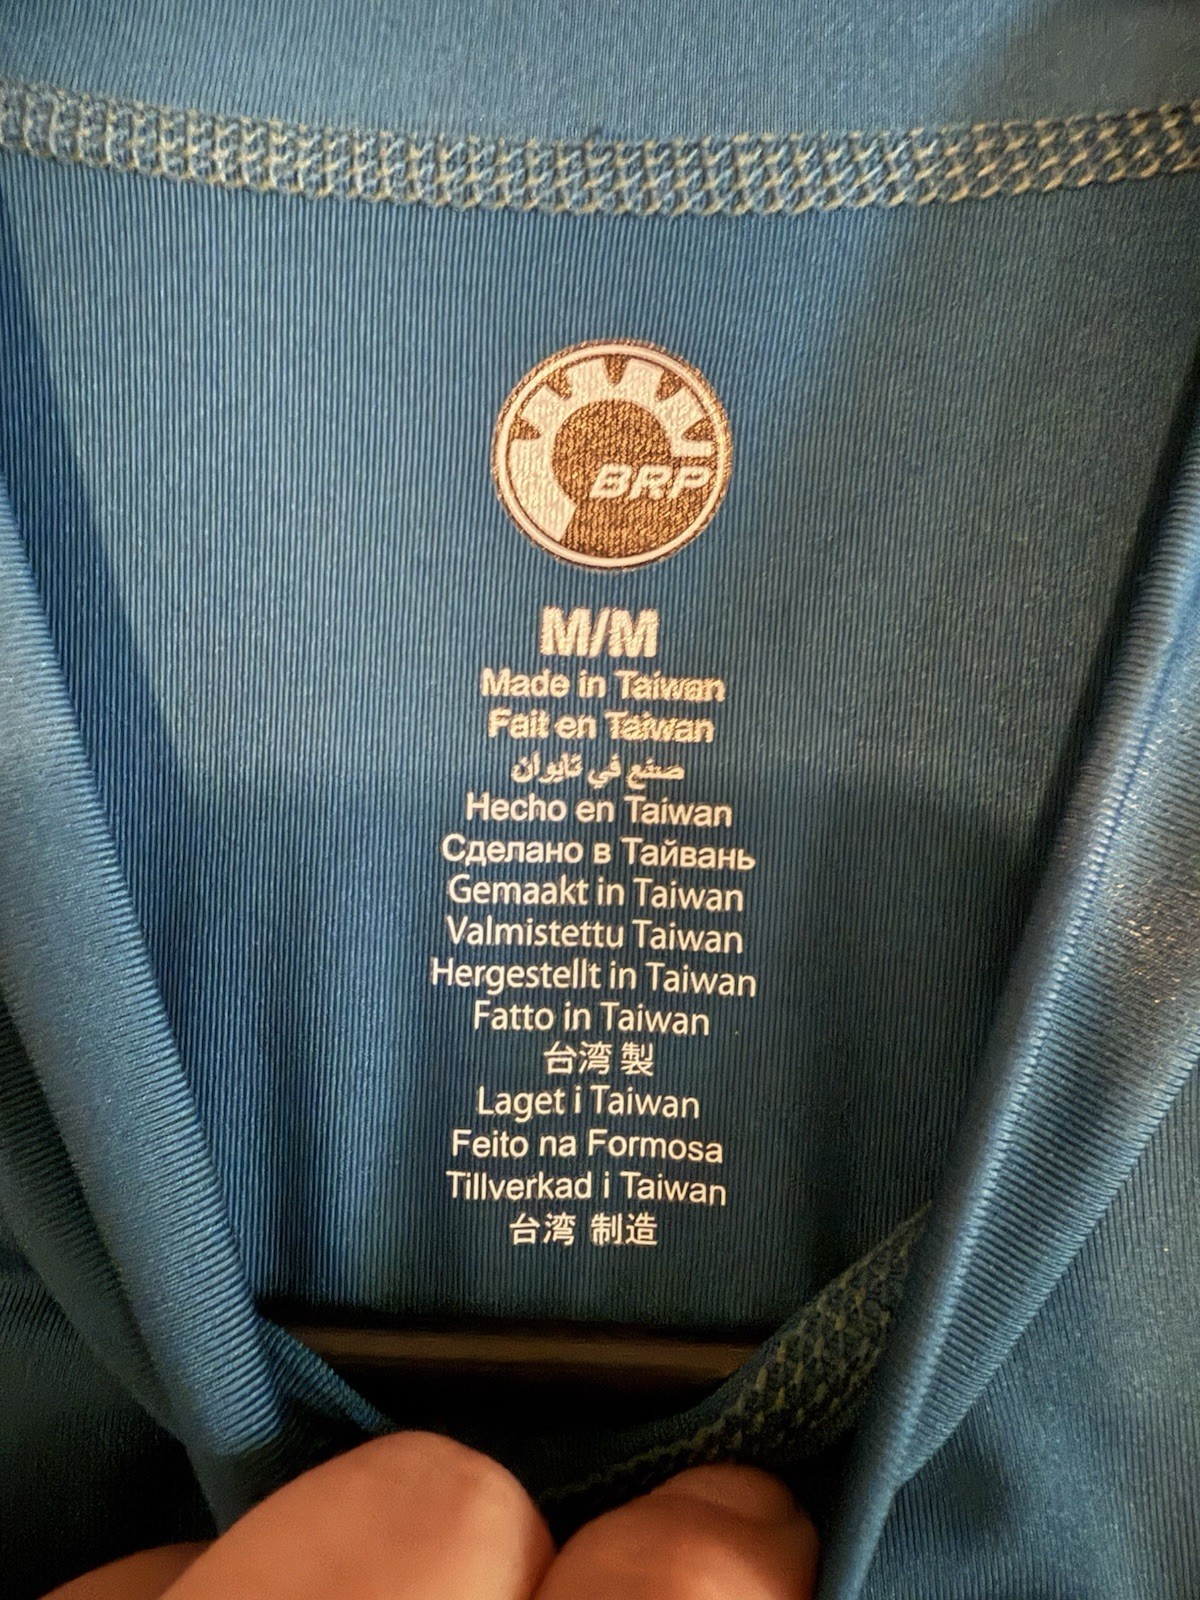 BRP
M/M
Made in Taiwan
Fait en Taiwan
صنع في تايوان
Hecho en Taiwan
Сделано в Тайвань
Gemaakt in Taiwan
Valmistettu Taiwan
Hergestellt in Taiwan
Fatto in Taiwan
台湾 製
Laget i Taiwan
Feito na Formosa
Tillverkad i Taiwan
台湾 制造